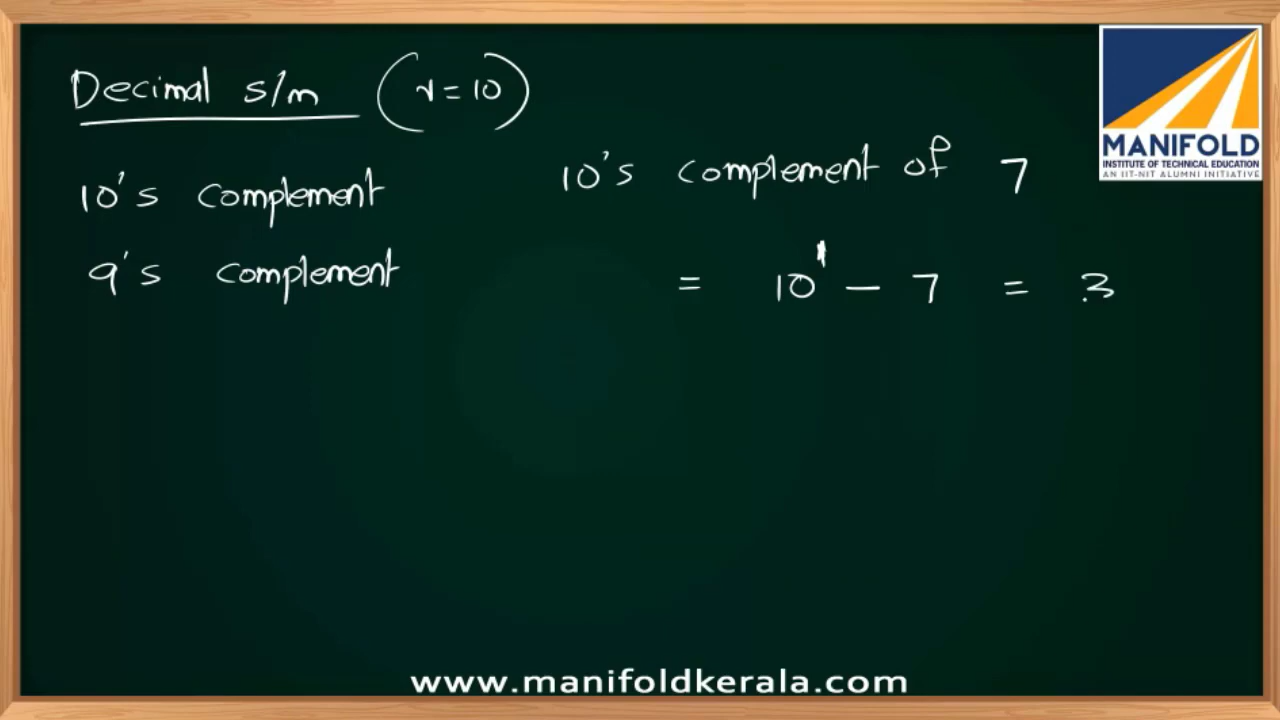 Decimal s/m (r = 10)
10's complement
9's complement
10's complement of 7
= 10¹ - 7 = 3
MANIFOLD
INSTITUTE OF TECHNICAL EDUCATION
AN IIT-NIT ALUMNI INITIATIVE
www.manifoldkerala.com